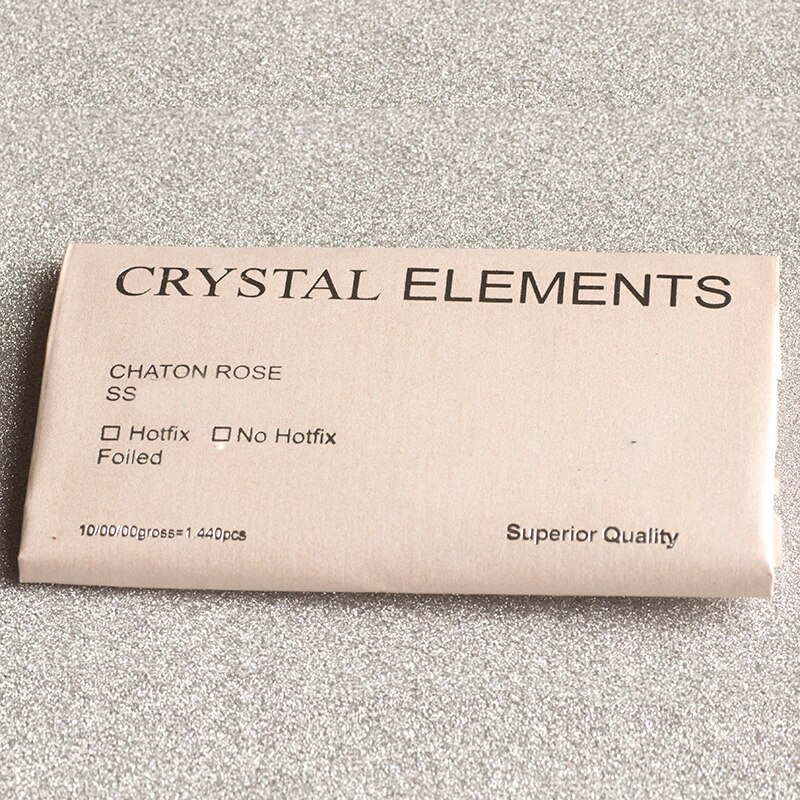 CRYSTAL ELEMENTS
CHATON ROSE
SS
☐ Hotfix ☐ No Hotfix
Foiled
10/00/00gross=1.440pcs
Superior Quality